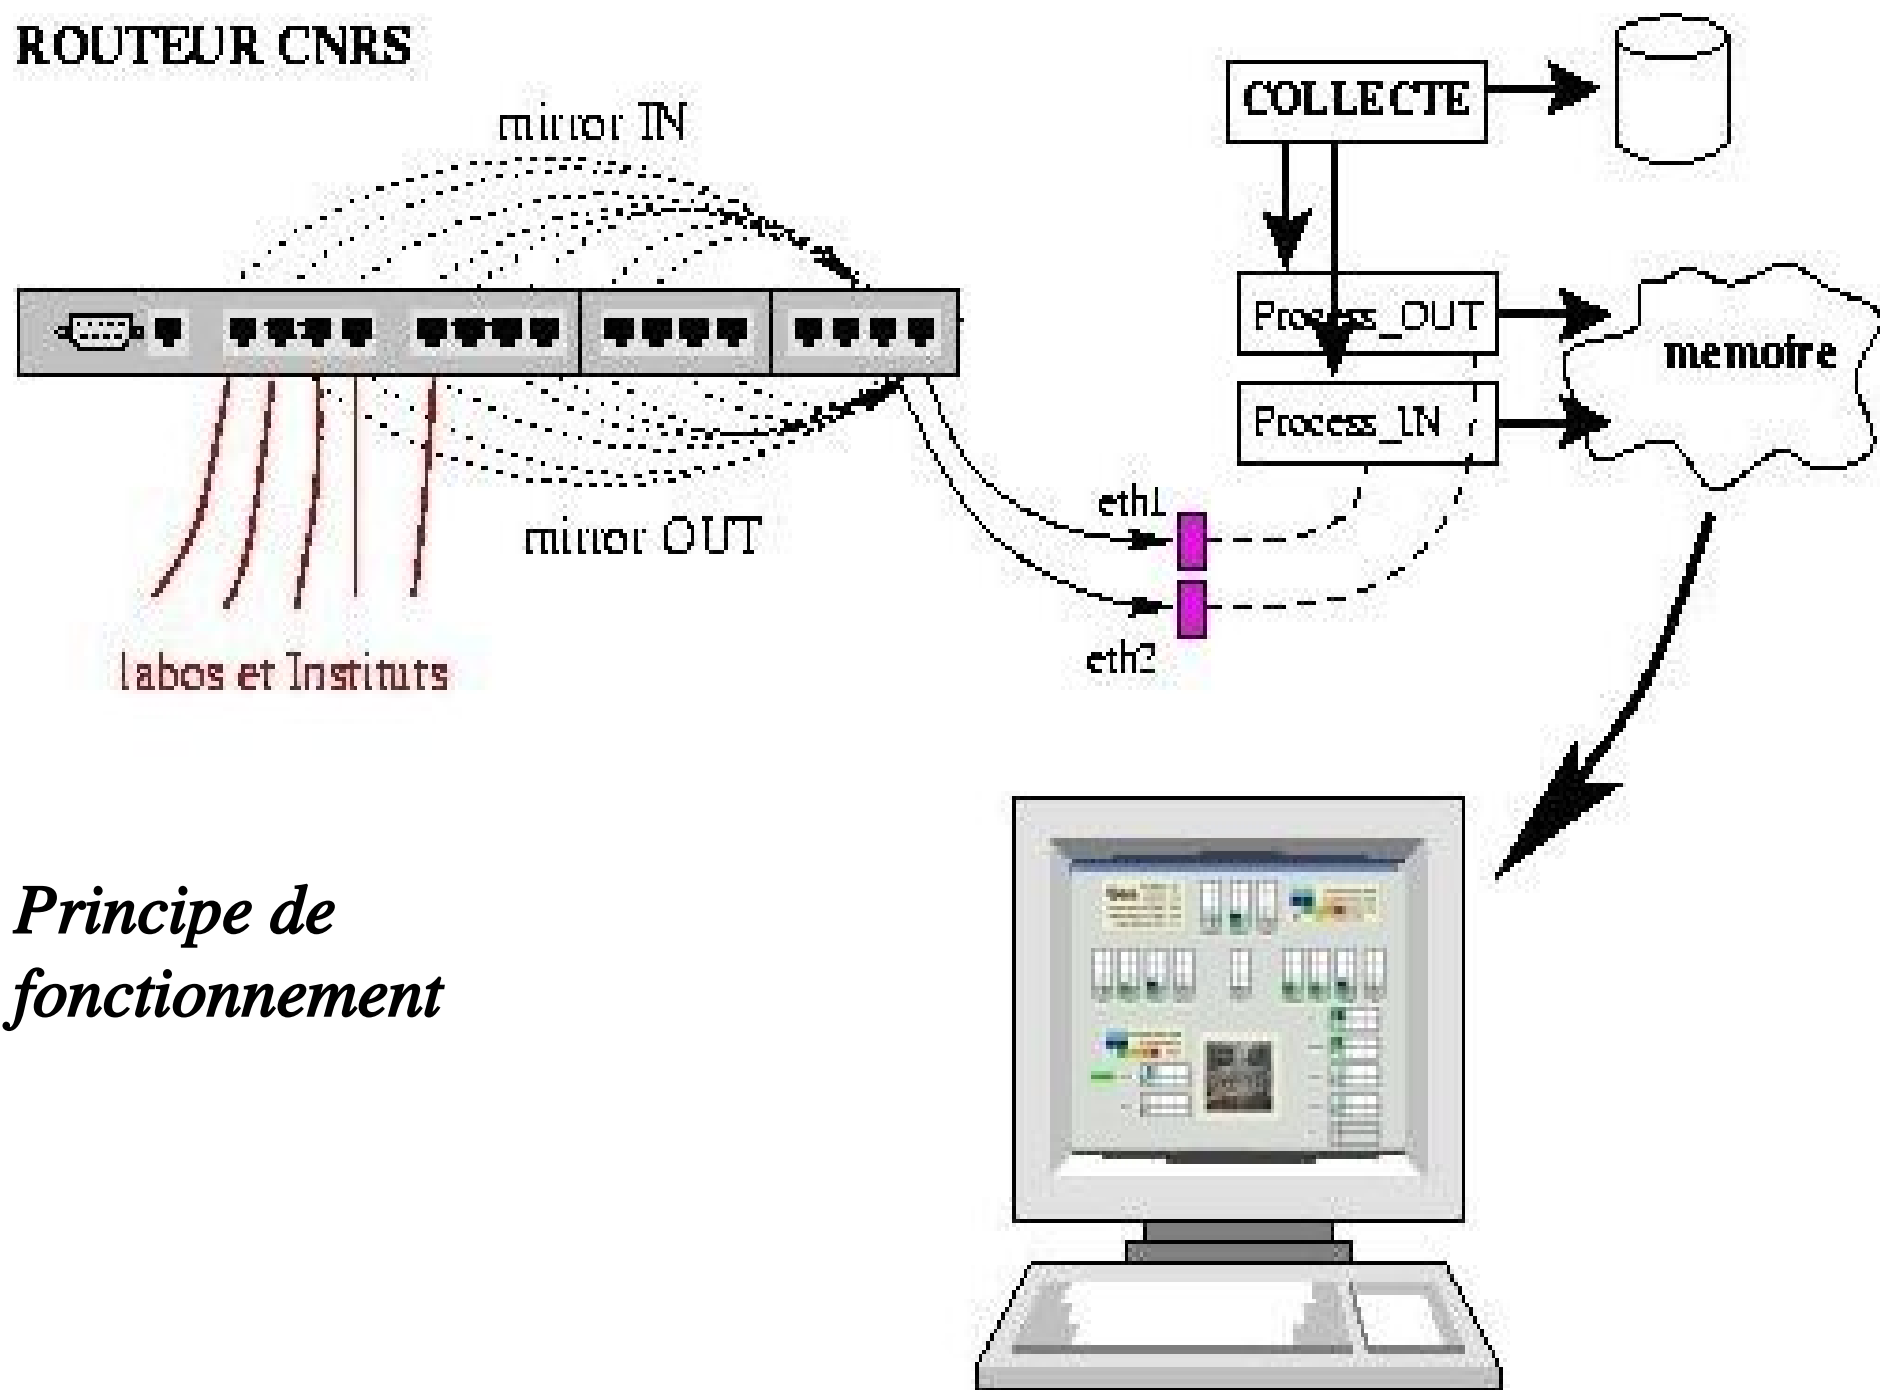 ROUTEUR CNRS
mirror IN
COLLECTE
Process_OUT
memoire
Process_IN
eth1
mirror OUT
eth2
labos et Instituts
Principe de
fonctionnement